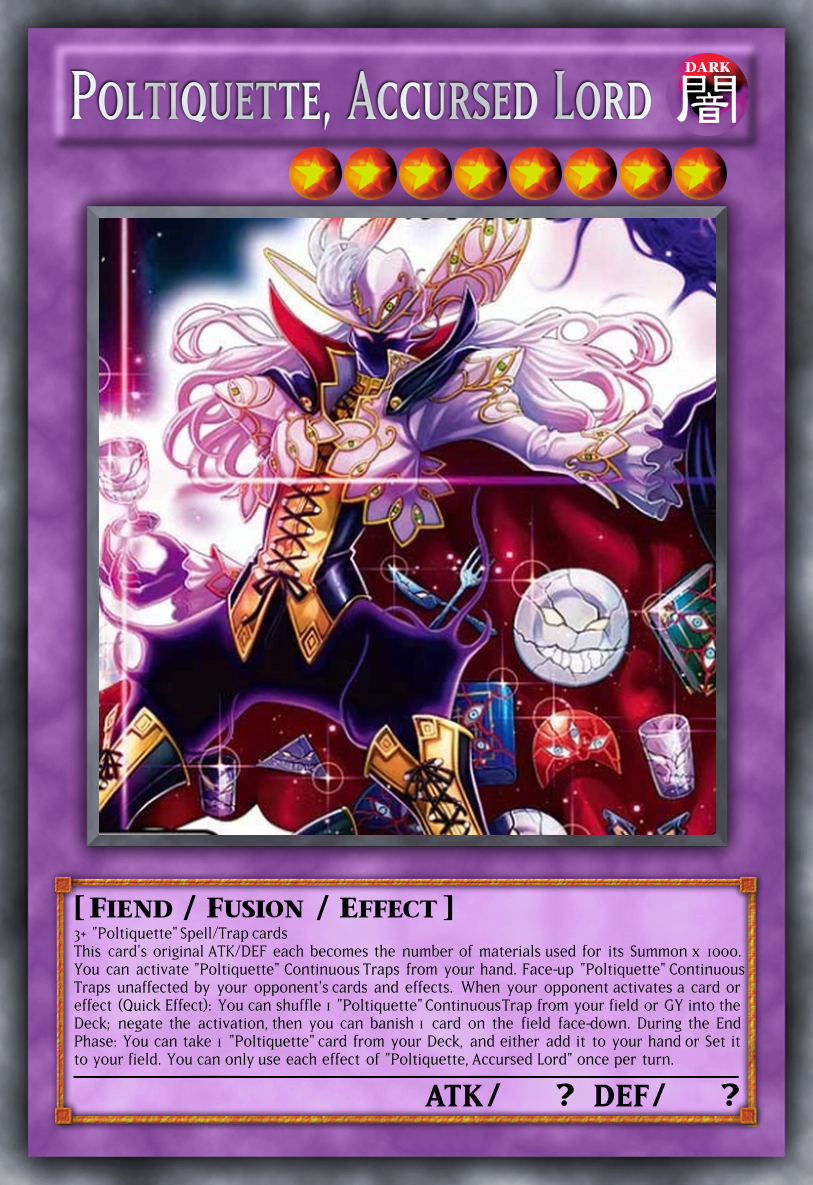 Poltiquette, Accursed Lord
DARK
闇
[ Fiend / Fusion / Effect ]
3+ "Poltiquette" Spell/Trap cards
This card's original ATK/DEF each becomes the number of materials used for its Summon x 1000.
You can activate "Poltiquette" Continuous Traps from your hand. Face-up "Poltiquette" Continuous
Traps unaffected by your opponent's cards and effects. When your opponent activates a card or
effect (Quick Effect): You can shuffle 1 "Poltiquette" Continuous Trap from your field or GY into the
Deck; negate the activation, then you can banish 1 card on the field face-down. During the End
Phase: You can take 1 "Poltiquette" card from your Deck, and either add it to your hand or Set it
to your field. You can only use each effect of "Poltiquette, Accursed Lord" once per turn.
ATK/ ? DEF/ ?